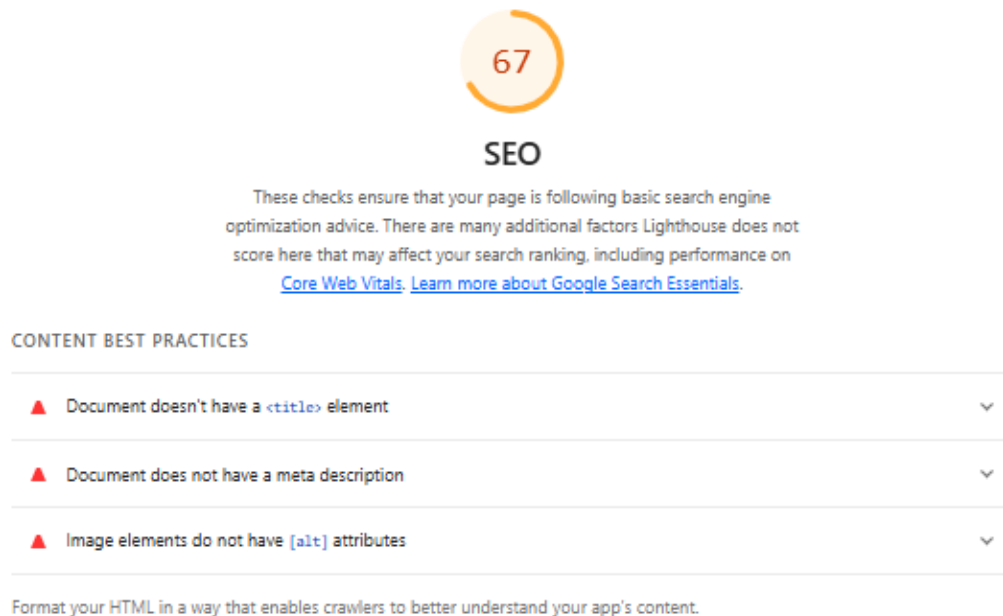 67
SEO
These checks ensure that your page is following basic search engine
optimization advice. There are many additional factors Lighthouse does not
score here that may affect your search ranking, including performance on
Core Web Vitals. Learn more about Google Search Essentials.
CONTENT BEST PRACTICES
Document doesn't have a <title> element
Document does not have a meta description
Image elements do not have [alt] attributes
Format your HTML in a way that enables crawlers to better understand your app's content.